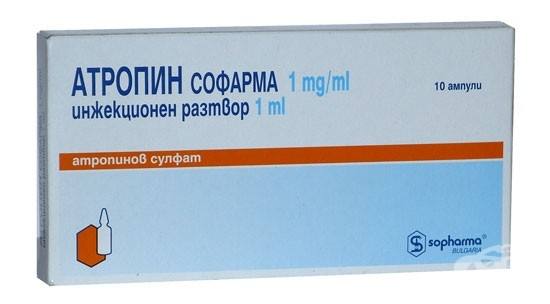 АТРОПИН СОФАРМА 1 mg/ml
10 ампули
инжекционен разтвор 1 ml
атропинов сулфат
sopharma®
BULGARIA